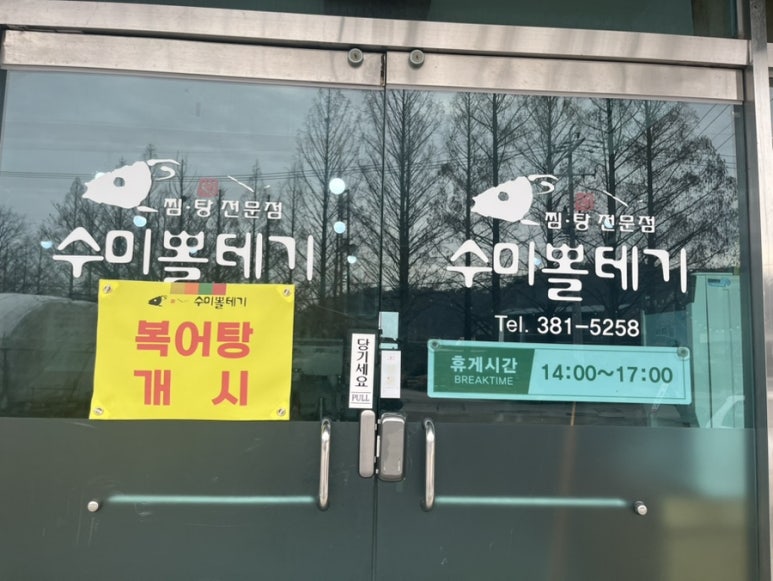 찜·탕 전문점
수미뽈테기
수미뽈테기
복어탕
개 시
당기세요
PULL
찜·탕 전문점
수미뽈테기
Tel. 381-5258
휴게시간
BREAKTIME
14:00~17:00